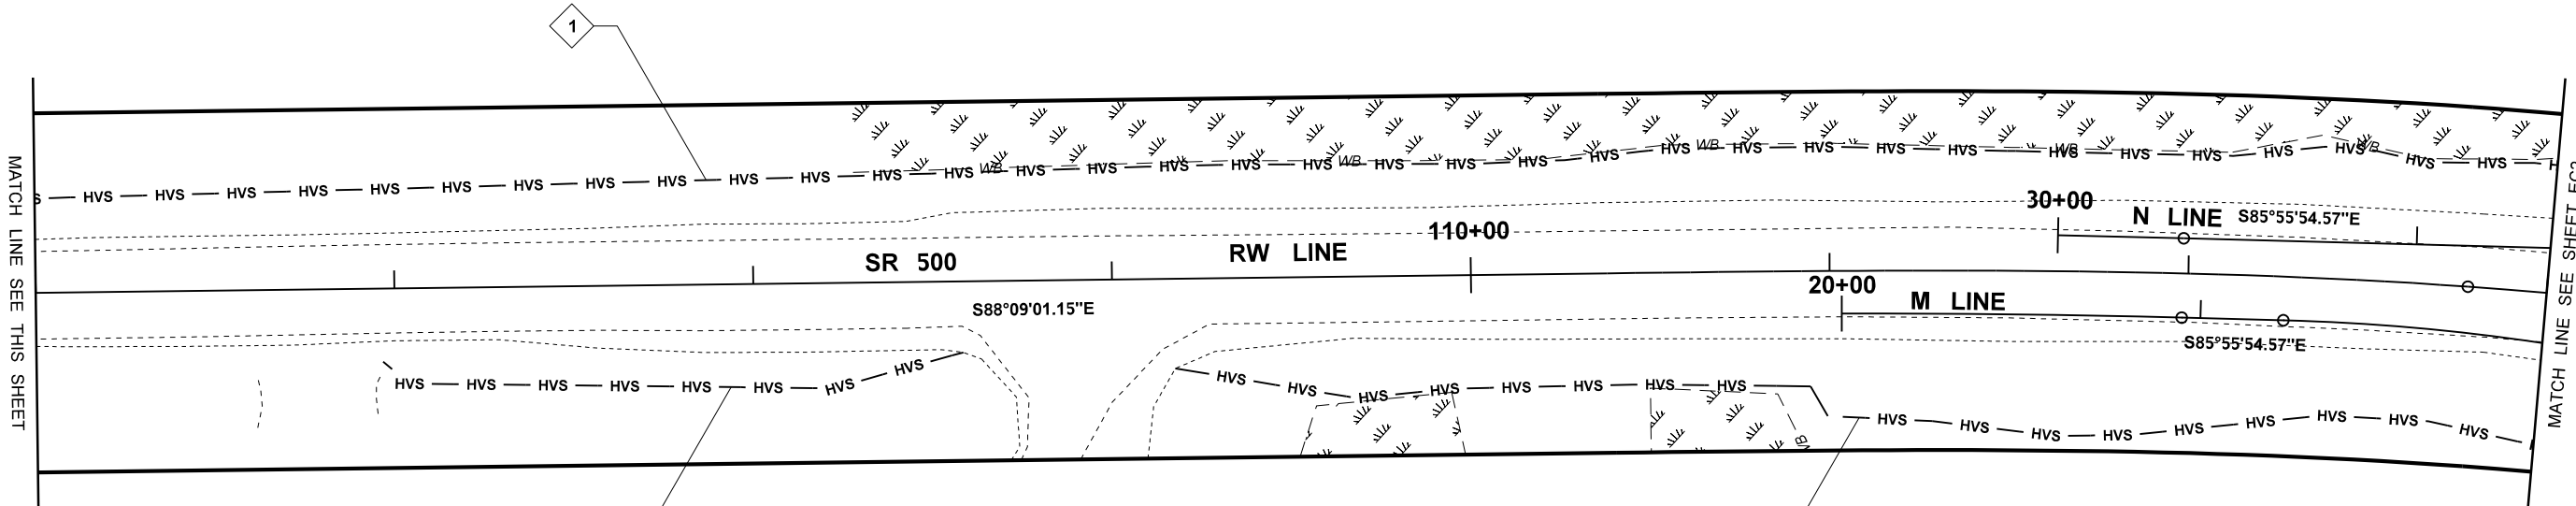 1
MATCH LINE SEE THIS SHEET
HVS HVS HVS HVS HVS HVS HVS HVS HVS HVS HVS HVS HVS HVS HVS HVS HVS HVS HVS HVS HVS HVS HVS HVS HVS HVS HVS HVS HVS HVS HVS HVS HVS HVS
WB WB WB WB WB
30+00
N LINE
S85°55'54.57"E
110+00
RW LINE
SR 500
20+00
M LINE
S88°09'01.15"E
S85°55'54.57"E
HVS HVS HVS HVS HVS HVS HVS HVS
HVS HVS HVS HVS HVS HVS HVS HVS
HVS HVS HVS HVS HVS HVS HVS HVS HVS
MATCH LINE SEE SHEET